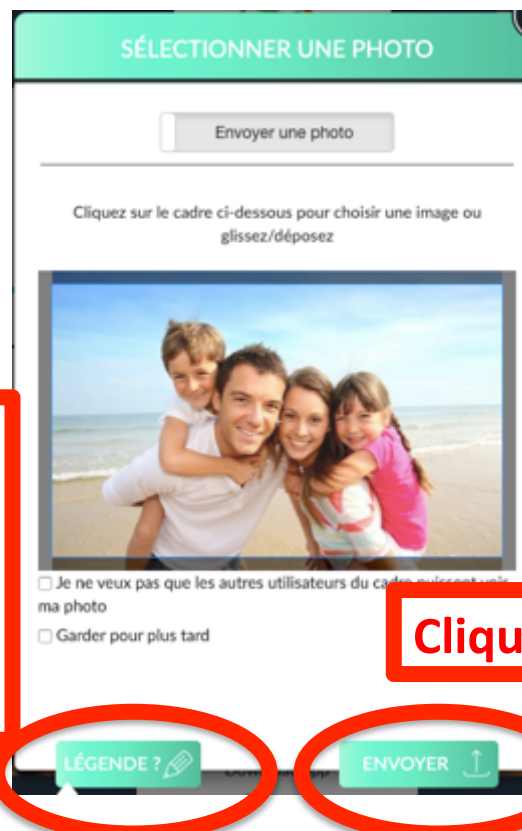 SÉLECTIONNER UNE PHOTO
Envoyer une photo
Cliquez sur le cadre ci-dessous pour choisir une image ou
glissez/déposez
Je ne veux pas que les autres utilisateurs du cadre puissent voir
ma photo
Garder pour plus tard
Cliqu
LÉGENDE ?
ENVOYER